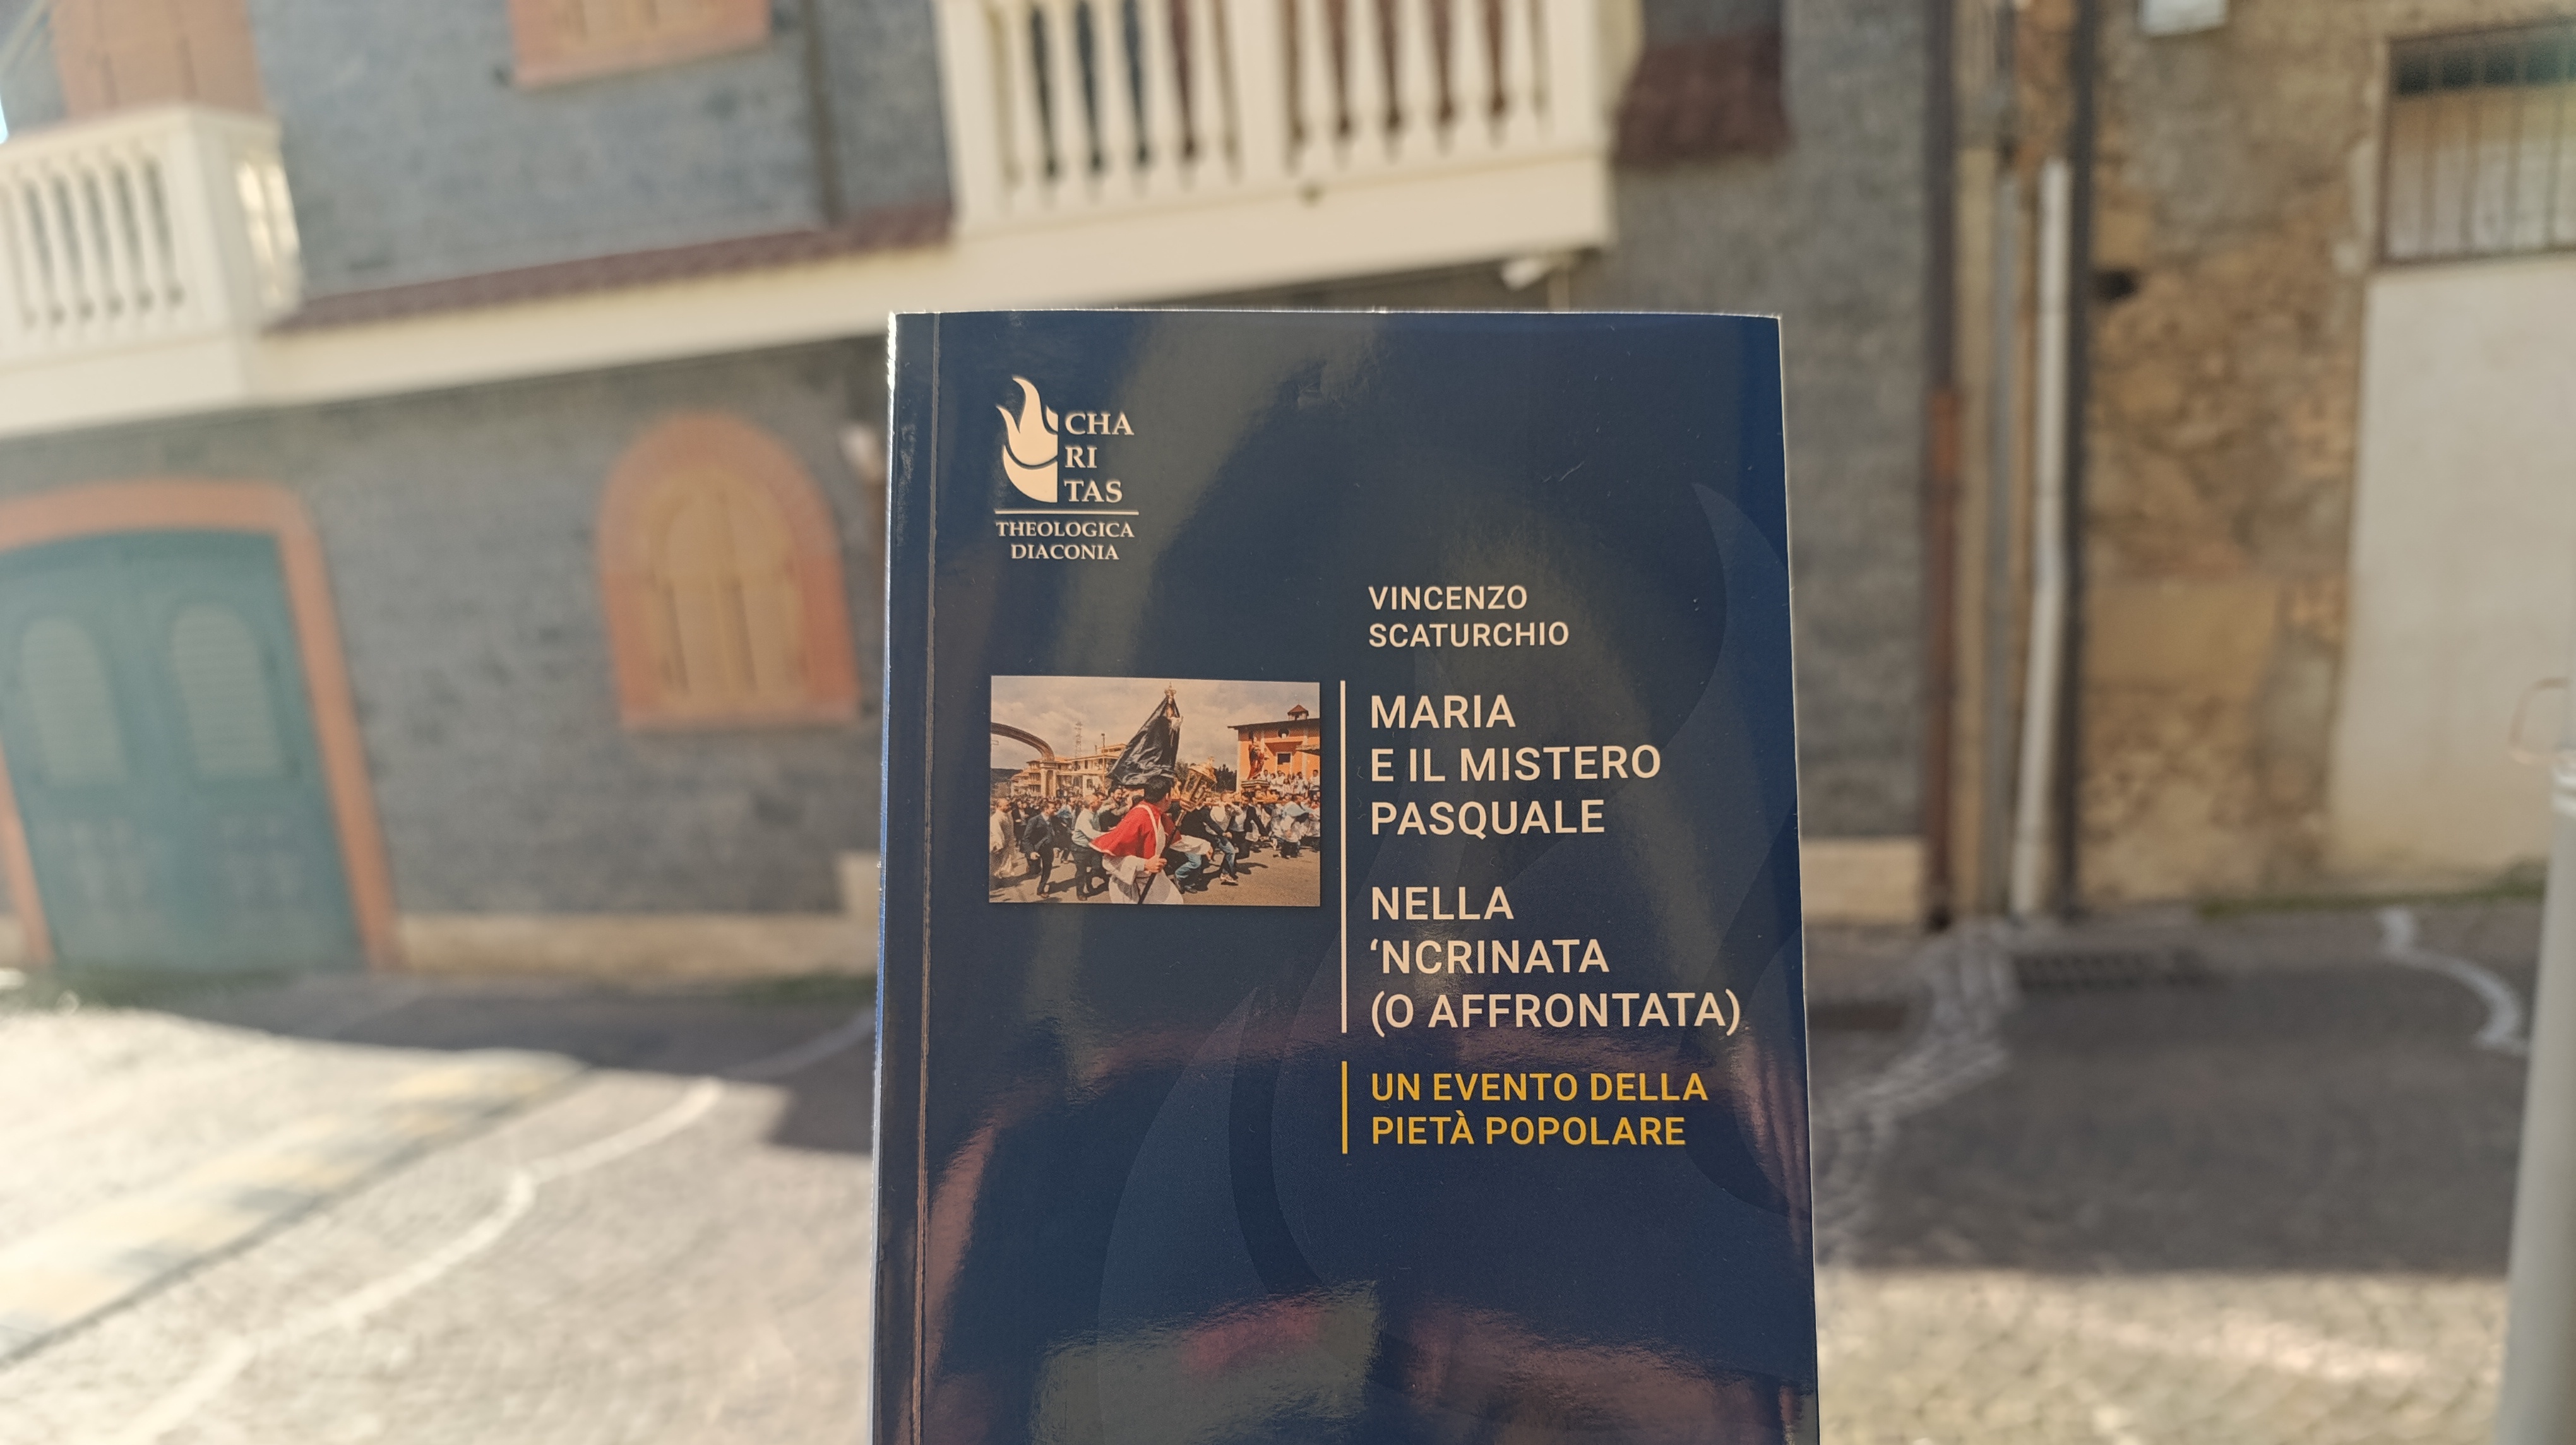 CHA
RI
TAS
THEOLOGICA
DIACONIA
VINCENZO
SCATURCHIO
MARIA
E IL MISTERO
PASQUALE
NELLA
‘NCRINATA
(O AFFRONTATA)
UN EVENTO DELLA
PIETÀ POPOLARE